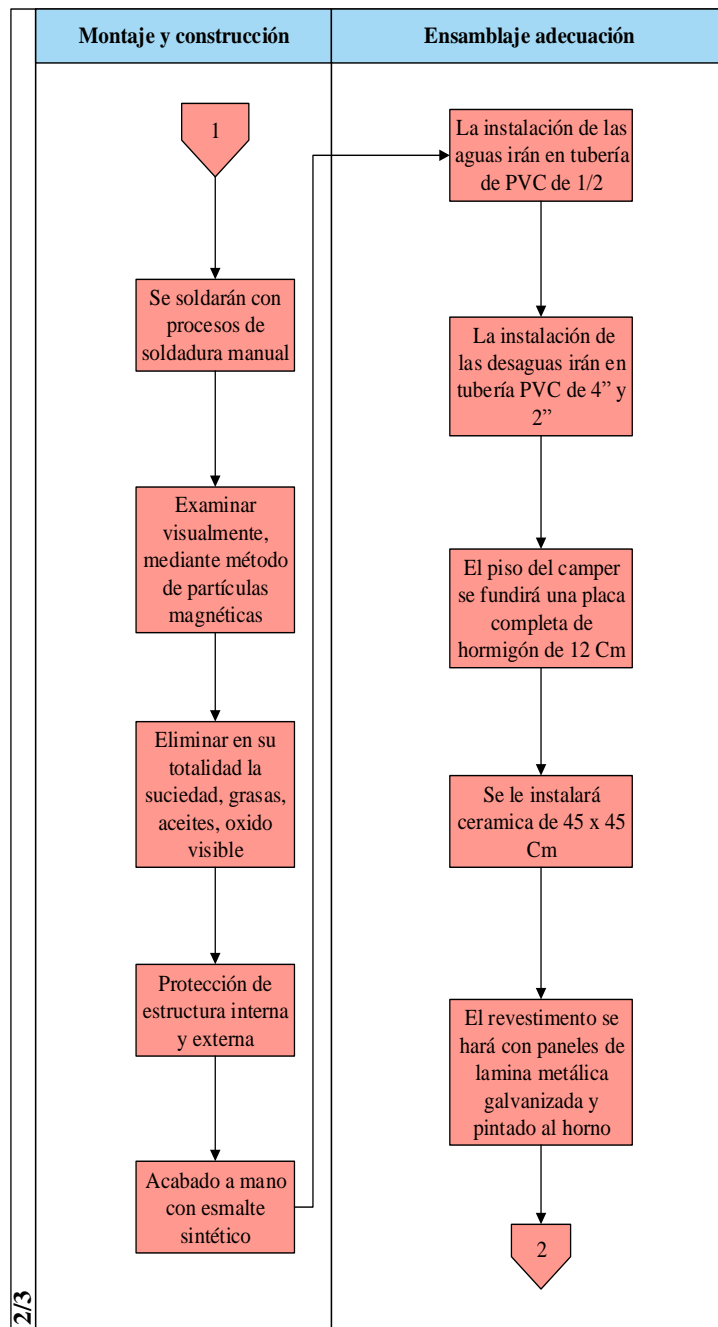 Montaje y construcción
Ensamblaje adecuación
1
Se soldarán con
procesos de
soldadura manual
Examinar
visualmente,
mediante método
de partículas
magnéticas
Eliminar en su
totalidad la
suciedad, grasas,
aceites, oxido
visible
Protección de
estructura interna
y externa
Acabado a mano
con esmalte
sintético
La instalación de las
aguas irán en tubería
de PVC de 1/2
La instalación de
las desaguas irán en
tubería PVC de 4” y
2”
El piso del camper
se fundirá una placa
completa de
hormigón de 12 Cm
Se le instalará
ceramica de 45 x 45
Cm
El revestimento se
hará con paneles de
lamina metálica
galvanizada y
pintado al horno
2
2/3